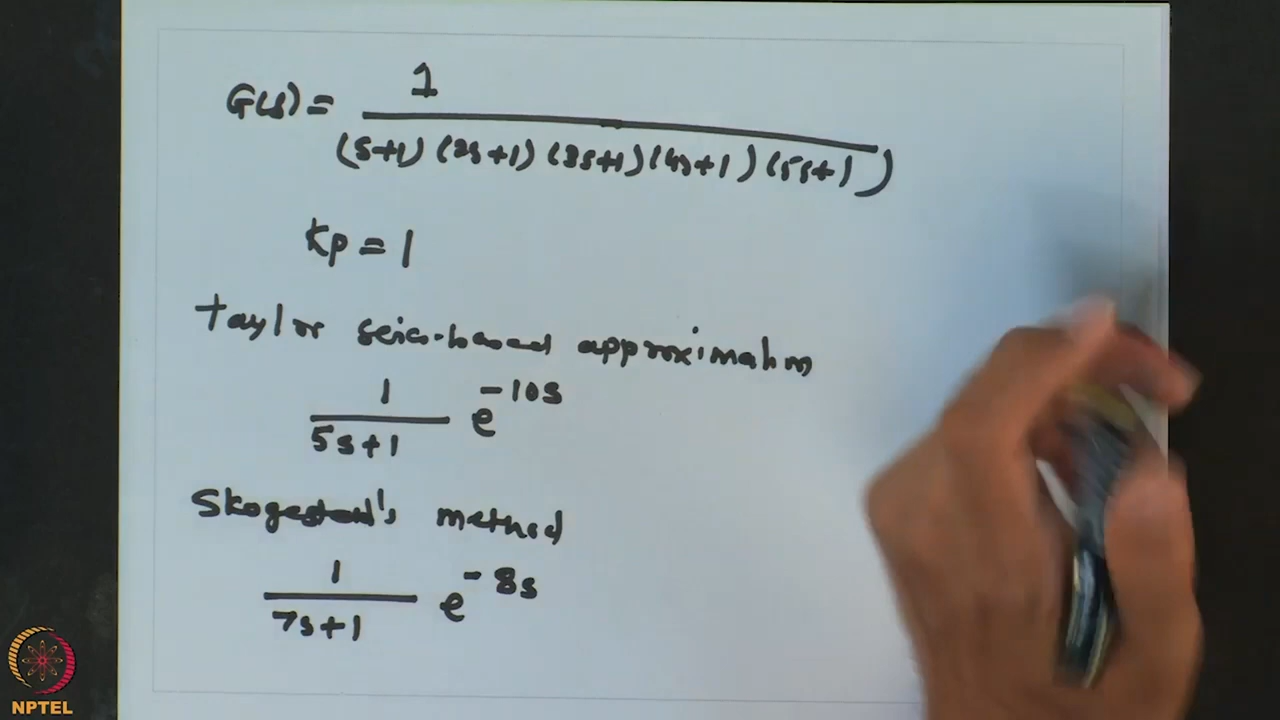 G(s) = 1 / (s+1) (2s+1) (3s+1) (4s+1) (5s+1)
Kp = 1
Taylor seies-based approximation
1 / 5s+1 e^-10s
Skogestad's method
1 / 7s+1 e^-8s
NPTEL